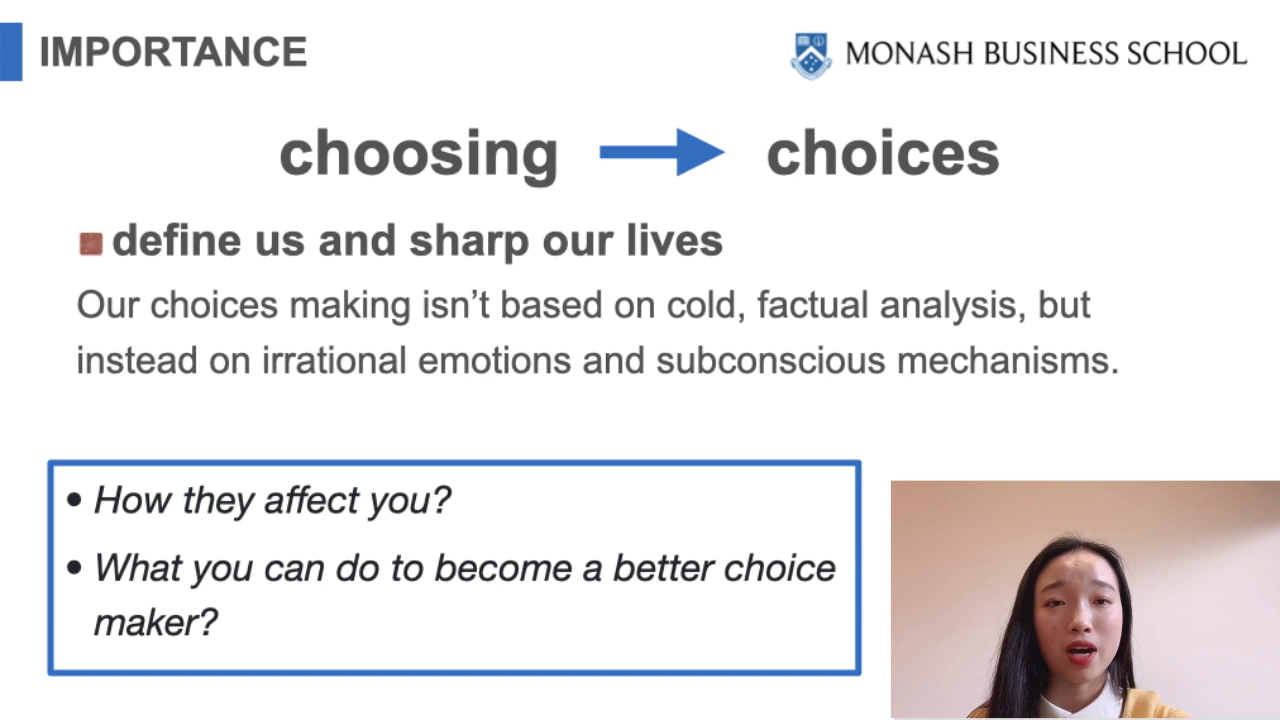 IMPORTANCE
MONASH BUSINESS SCHOOL
choosing choices
define us and sharp our lives
Our choices making isn’t based on cold, factual analysis, but
instead on irrational emotions and subconscious mechanisms.
• How they affect you?
• What you can do to become a better choice
maker?